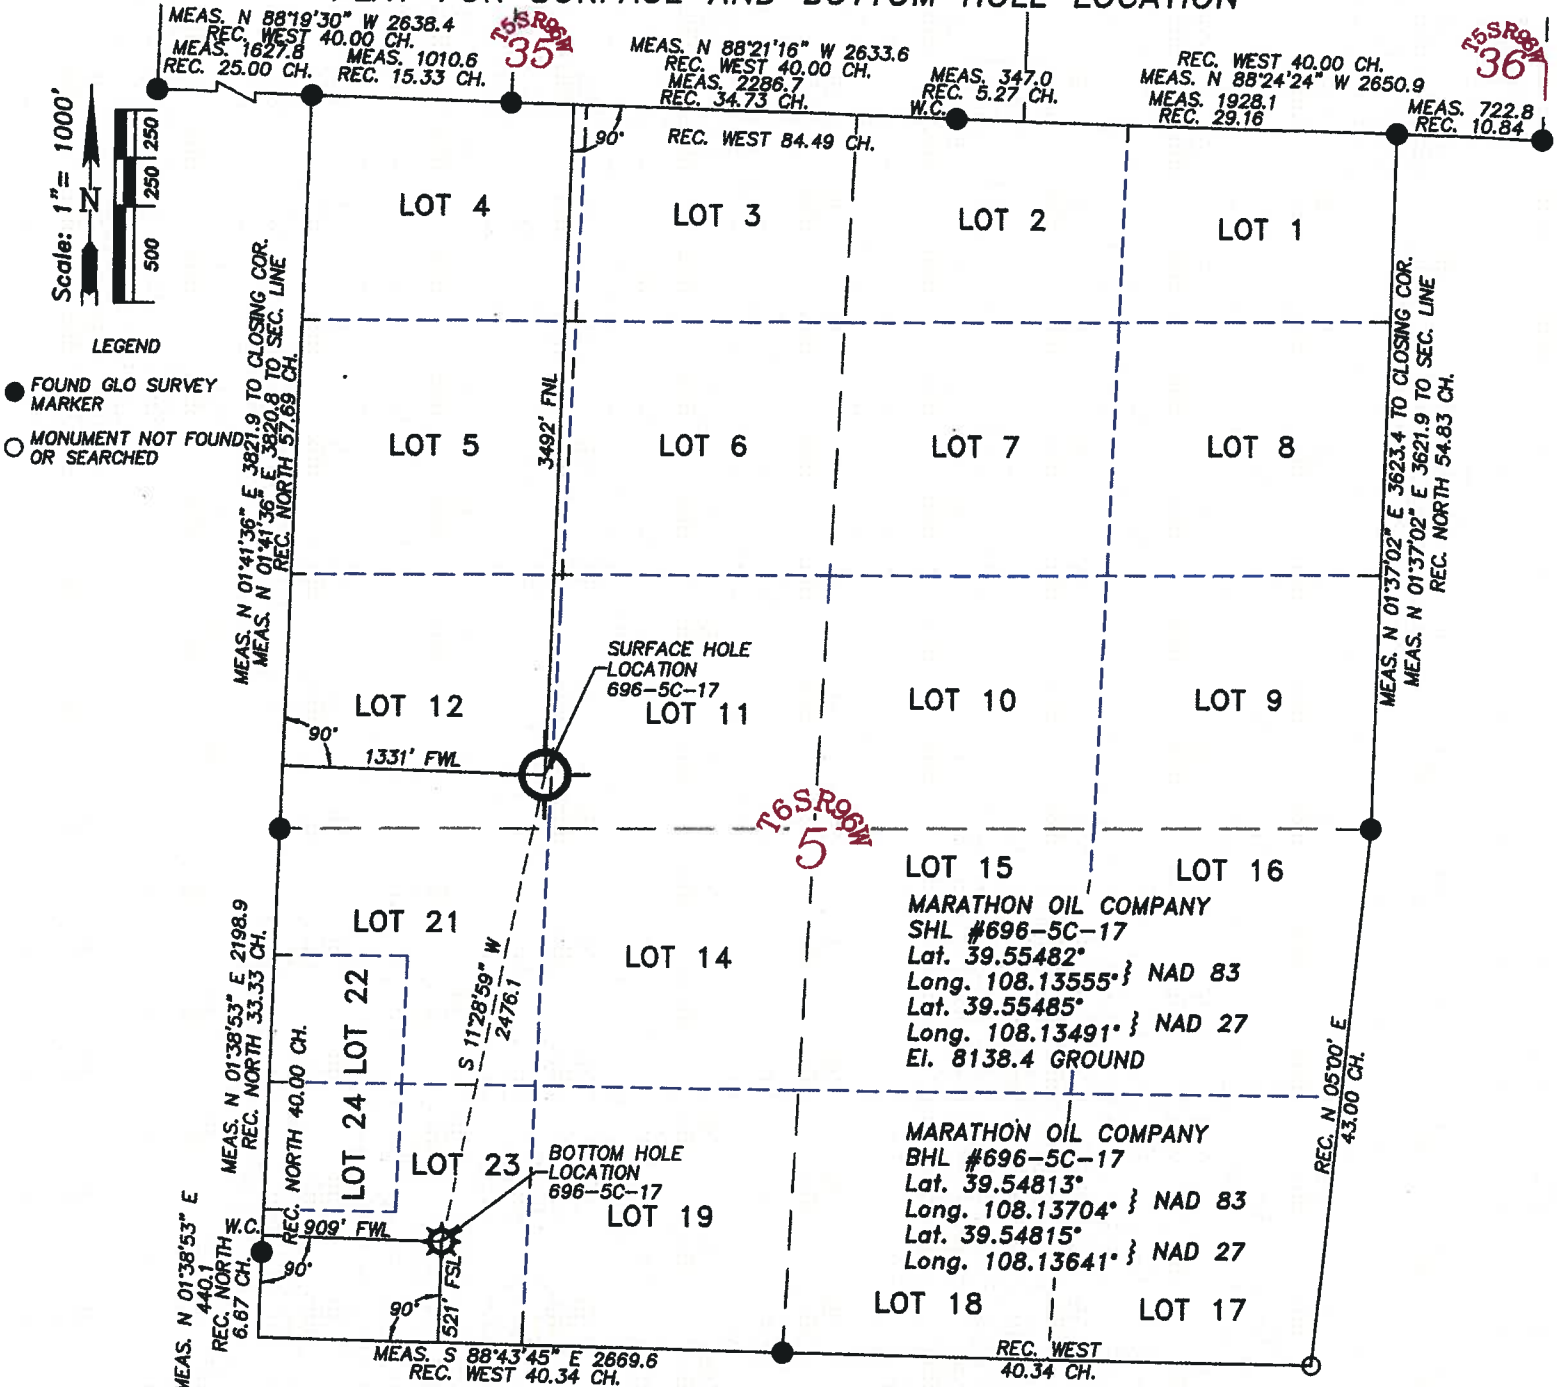 PLAT FOR SURFACE AND BOTTOM HOLE LOCATION
MEAS. N 88°19'30" W 2638.4
REC. WEST 40.00 CH.
MEAS. 1627.8
REC. 25.00 CH.
MEAS. 1010.6
REC. 15.33 CH.
T5SR96W
35
MEAS. N 88°21'16" W 2633.6
REC. WEST 40.00 CH.
MEAS. 2286.7
REC. 34.73 CH.
MEAS. 347.0
REC. 5.27 CH.
W.C.
REC. WEST 40.00 CH.
MEAS. N 88°24'24" W 2650.9
MEAS. 1928.1
REC. 29.16
T5SR96W
36
MEAS. 722.8
REC. 10.84
90°
REC. WEST 84.49 CH.
Scale: 1"= 1000'
N
250
250
500
LEGEND
FOUND GLO SURVEY
MARKER
MONUMENT NOT FOUND
OR SEARCHED
LOT 4
LOT 3
LOT 2
LOT 1
MEAS. N 01°41'36" E 3821.9 TO CLOSING COR.
MEAS. N 01°41'36" E 3820.8 TO SEC. LINE
REC. NORTH 57.69 CH.
3492' FNL
LOT 5
LOT 6
LOT 7
LOT 8
MEAS. N 01°37'02" E 3623.4 TO CLOSING COR.
MEAS. N 01°37'02" E 3621.9 TO SEC. LINE
REC. NORTH 54.83 CH.
SURFACE HOLE
LOCATION
696-5C-17
LOT 12
LOT 11
LOT 10
LOT 9
90°
1331' FWL
T6SR96W
5
LOT 15
LOT 16
LOT 21
LOT 14
MARATHON OIL COMPANY
SHL #696-5C-17
Lat. 39.55482°
Long. 108.13555° } NAD 83
Lat. 39.55485°
Long. 108.13491° } NAD 27
El. 8138.4 GROUND
MEAS. N 01°38'53" E 2198.9
REC. NORTH 33.33 CH.
REC. NORTH 40.00 CH.
LOT 22
LOT 24
S 11°28'59" W
2476.1
REC. N 05°00' E
43.00 CH.
LOT 23
BOTTOM HOLE
LOCATION
696-5C-17
LOT 19
MARATHON OIL COMPANY
BHL #696-5C-17
Lat. 39.54813°
Long. 108.13704° } NAD 83
Lat. 39.54815°
Long. 108.13641° } NAD 27
MEAS. N 01°38'53" E
440.1
REC. NORTH
6.67 CH.
W.C.
909' FWL
90°
90°
521' FSL
LOT 18
LOT 17
MEAS. S 88°43'45" E 2669.6
REC. WEST 40.34 CH.
REC. WEST
40.34 CH.